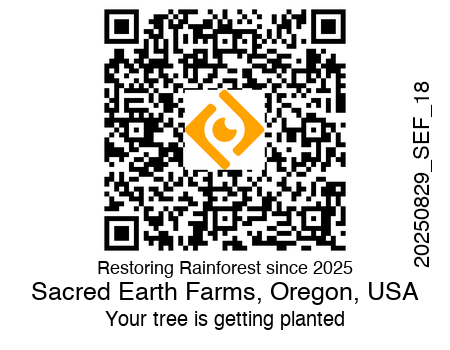 Restoring Rainforest since 2025
Sacred Earth Farms, Oregon, USA
Your tree is getting planted
20250829_SEF_18